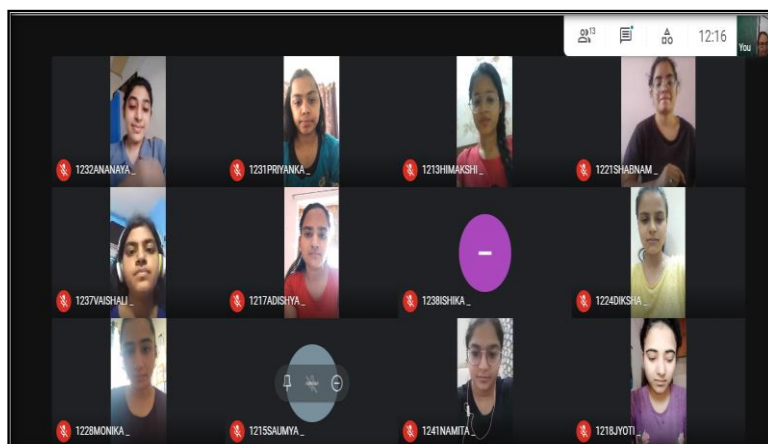 13
12:16
You
1232ANANAYA _
1231PRIYANKA _
1213HIMAKSHI _
1221SHABNAM _
1237VAISHALI _
1217ADISHYA _
1238ISHIKA _
1224DIKSHA _
1228MONIKA _
1215SAUMYA _
1241NAMITA _
1218JYOTI _